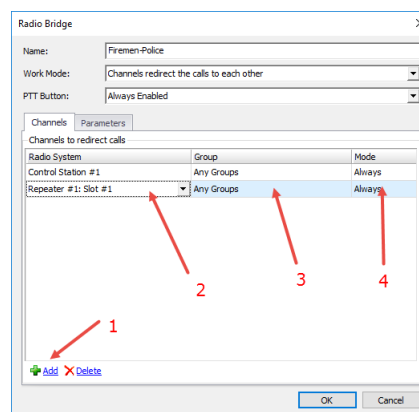 Radio Bridge
Name: Firemen-Police
Work Mode: Channels redirect the calls to each other
PTT Button: Always Enabled
Channels Parameters
Channels to redirect calls
Radio System Group Mode
Control Station #1 Any Groups Always
Repeater #1: Slot #1 Any Groups Always
2 3 4
1
Add Delete
OK Cancel